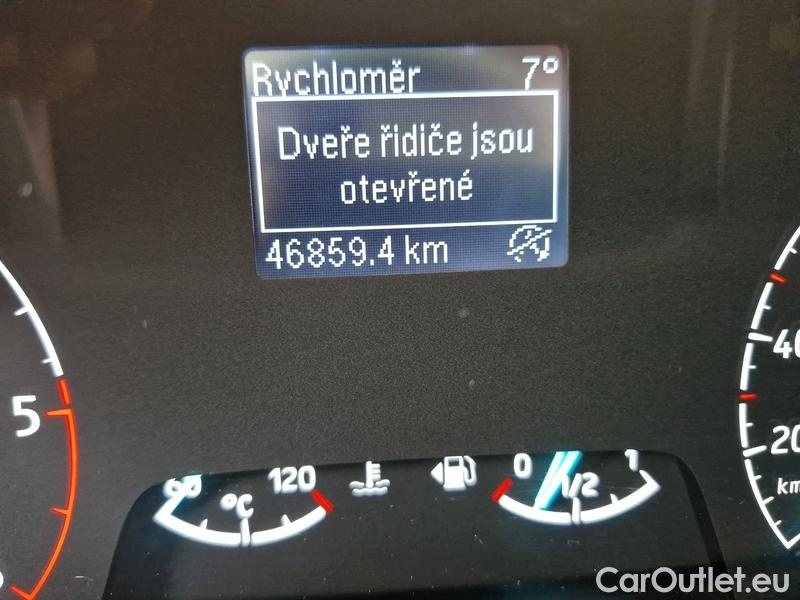 Rychloměr 7°
Dveře řidiče jsou
otevřené
46859.4 km
5
40
20
km
60 120 0 1
°C 1/2
CarOutlet.eu